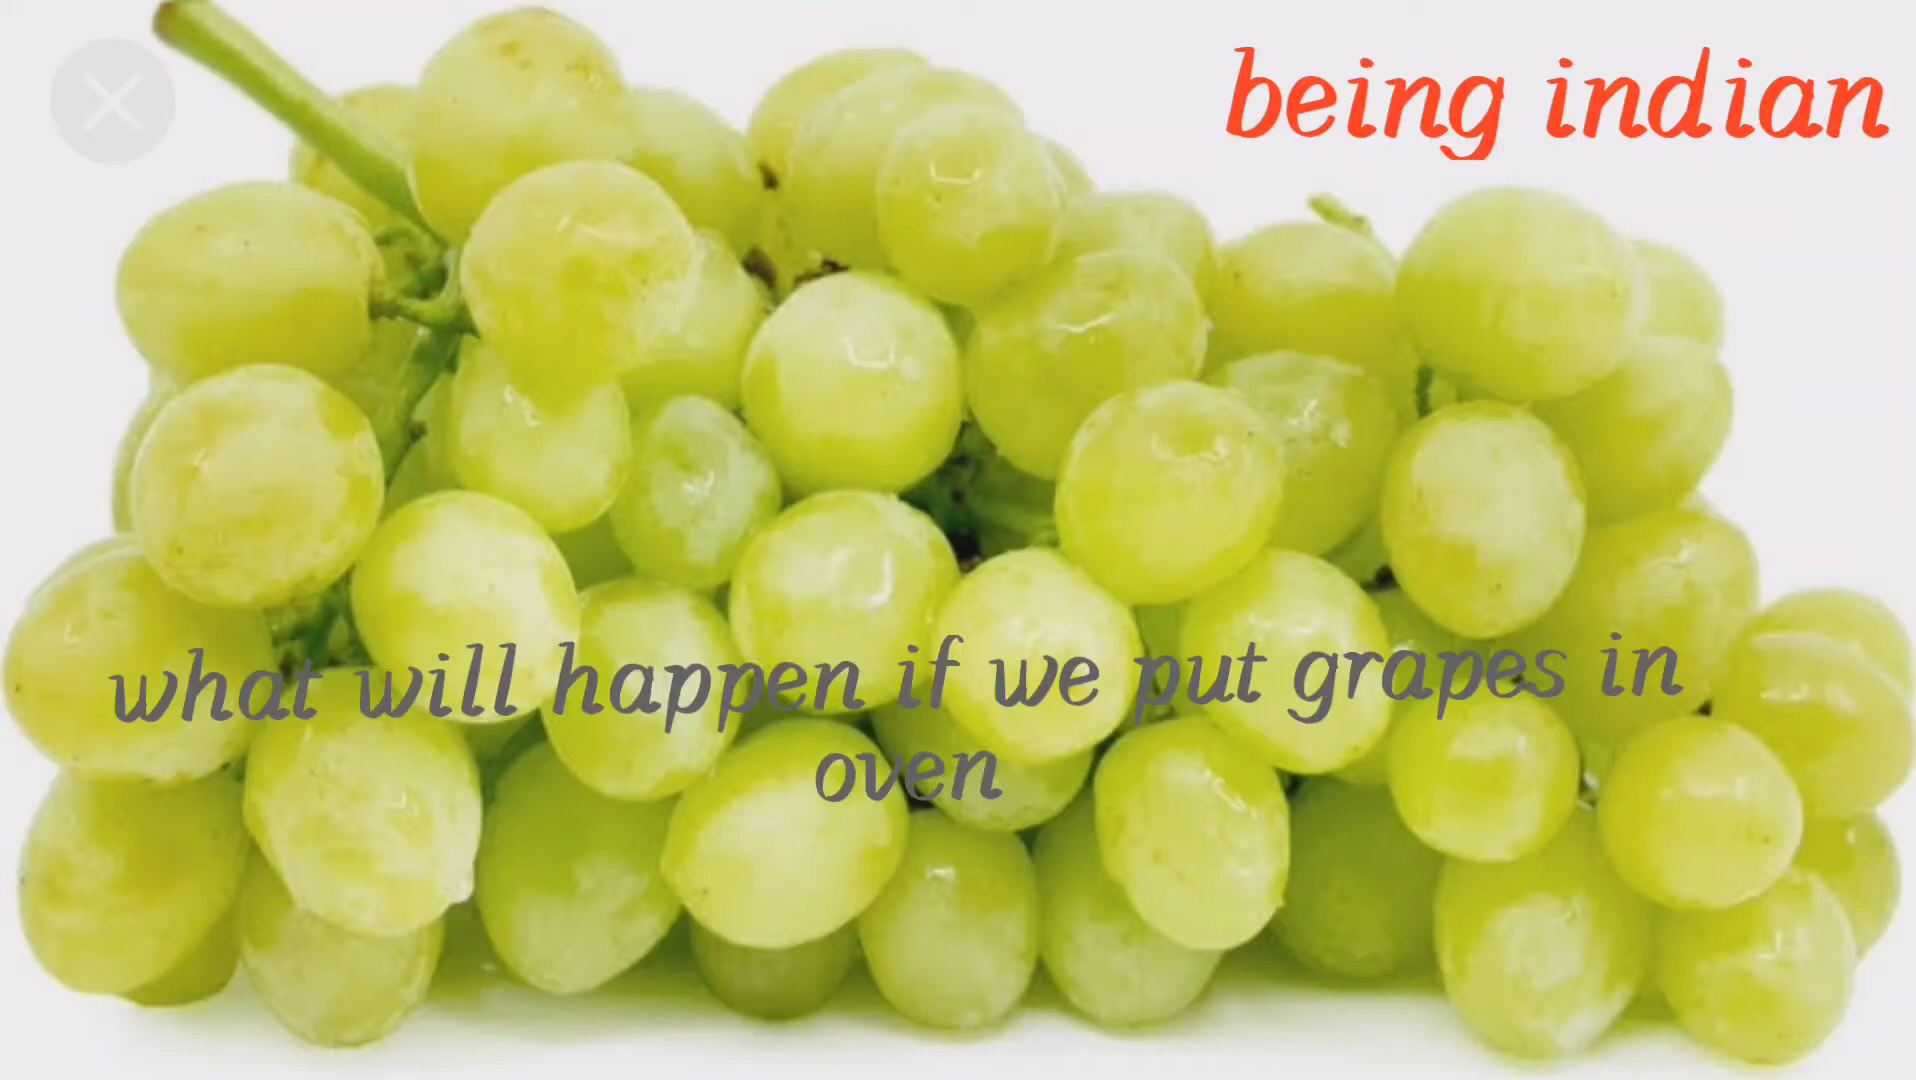 being indian
what will happen if we put grapes in
oven